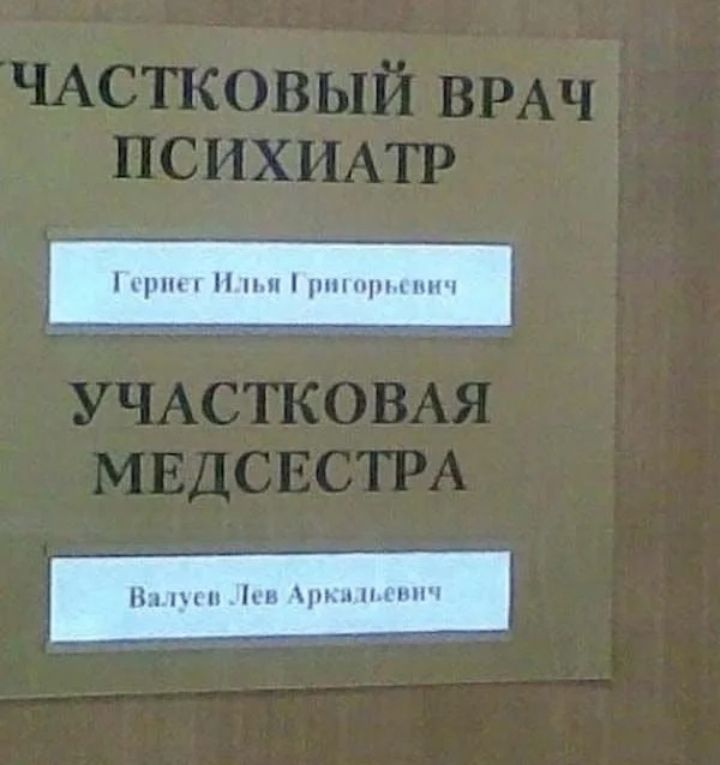 УЧАСТКОВЫЙ ВРАЧ
ПСИХИАТР
Гернет Илья Григорьевич
УЧАСТКОВАЯ
МЕДСЕСТРА
Валуев Лев Аркадьевич